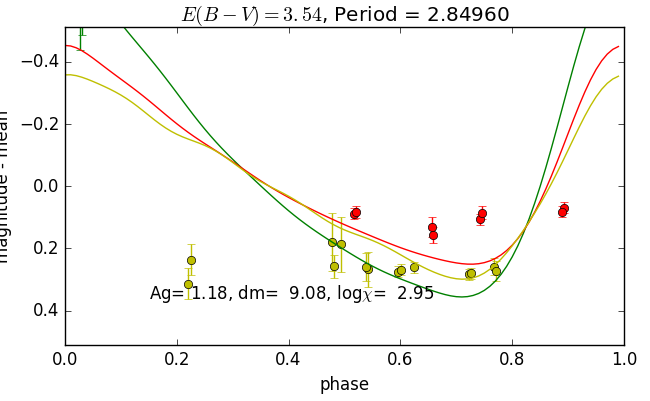 E(B − V) = 3.54, Period = 2.84960
magnitude - mean
−0.4
−0.2
0.0
0.2
0.4
Ag= 1.18, dm=  9.08, logχ=  2.95
0.0 0.2 0.4 0.6 0.8 1.0
phase